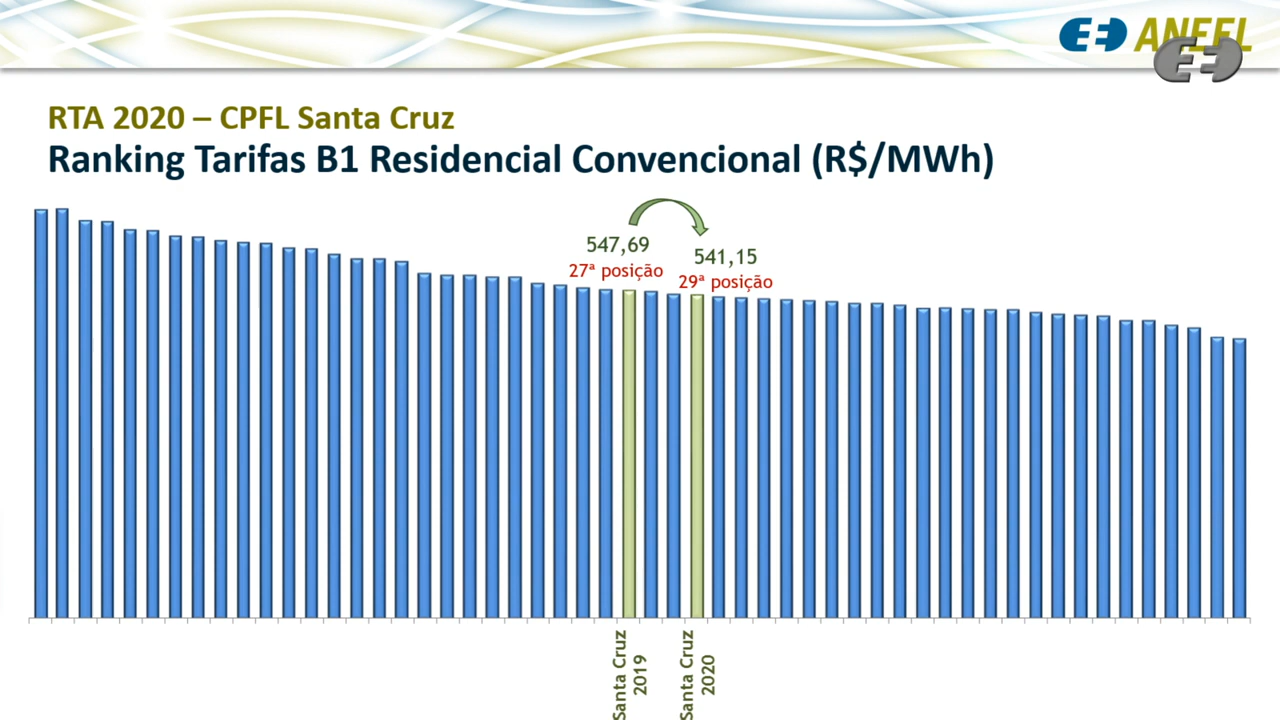 ANEEL
RTA 2020 – CPFL Santa Cruz
Ranking Tarifas B1 Residencial Convencional (R$/MWh)
547,69
27ª posição
541,15
29ª posição
Santa Cruz
2019
Santa Cruz
2020